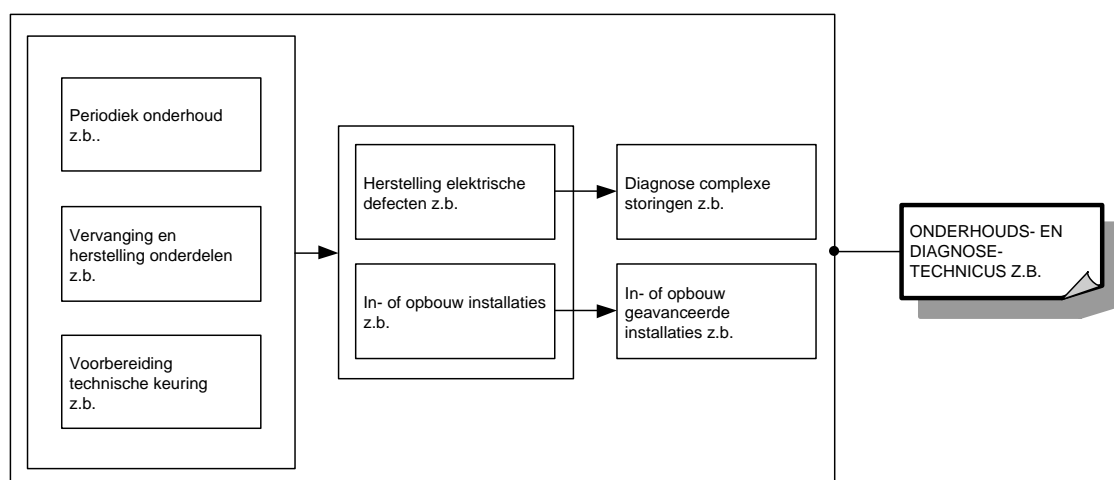 Periodiek onderhoud
z.b..
Vervanging en
herstelling onderdelen
z.b.
Voorbereiding
technische keuring
z.b.
Herstelling elektrische
defecten z.b.
In- of opbouw installaties
z.b.
Diagnose complexe
storingen z.b.
In- of opbouw
geavanceerde
installaties z.b.
ONDERHOUDS- EN
DIAGNOSE-
TECHNICUS Z.B.